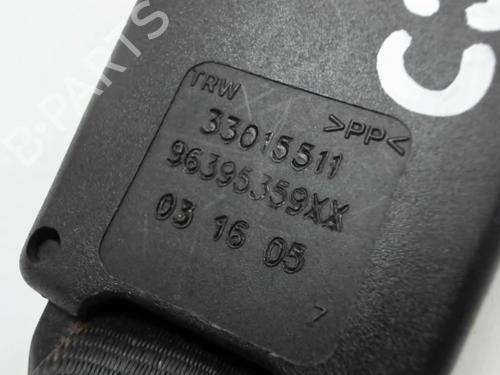 B-PARTS
TRW
>PP<
33015511
96395359XX
03 16 05
7